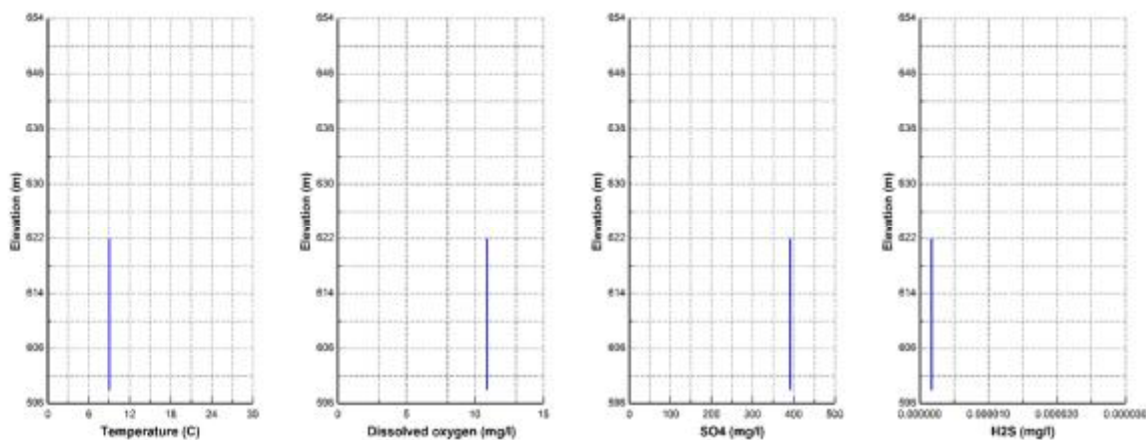 654
646
638
630
622
614
606
598
Elevation (m)
0 6 12 18 24 30
Temperature (C)
654
646
638
630
622
614
606
598
Elevation (m)
0 5 10 15
Dissolved oxygen (mg/l)
654
646
638
630
622
614
606
598
Elevation (m)
0 100 200 300 400 500
SO4 (mg/l)
654
646
638
630
622
614
606
598
Elevation (m)
0.000000 0.000010 0.000020 0.000030
H2S (mg/l)